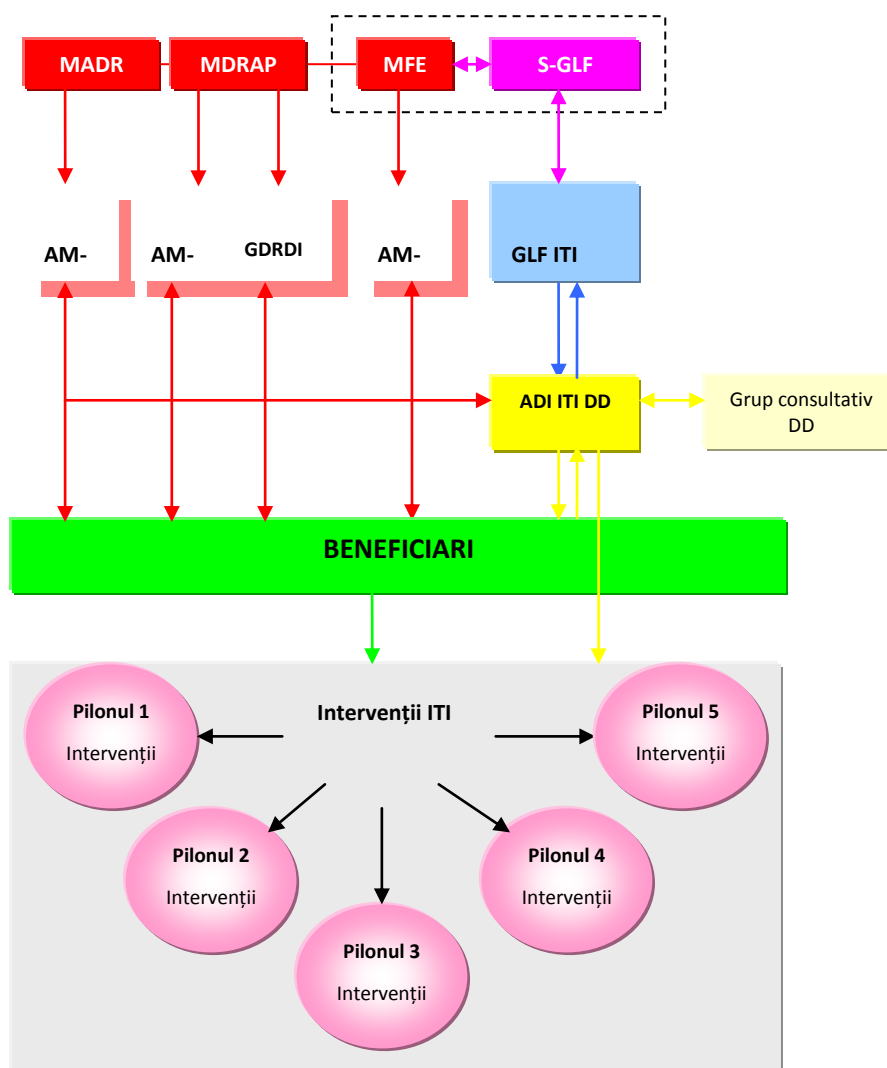 MADR
MDRAP
MFE
S-GLF
AM-
AM-
GDRDI
AM-
GLF ITI
ADI ITI DD
Grup consultativ
DD
BENEFICIARI
Intervenții ITI
Pilonul 1
Intervenții
Pilonul 5
Intervenții
Pilonul 2
Intervenții
Pilonul 4
Intervenții
Pilonul 3
Intervenții